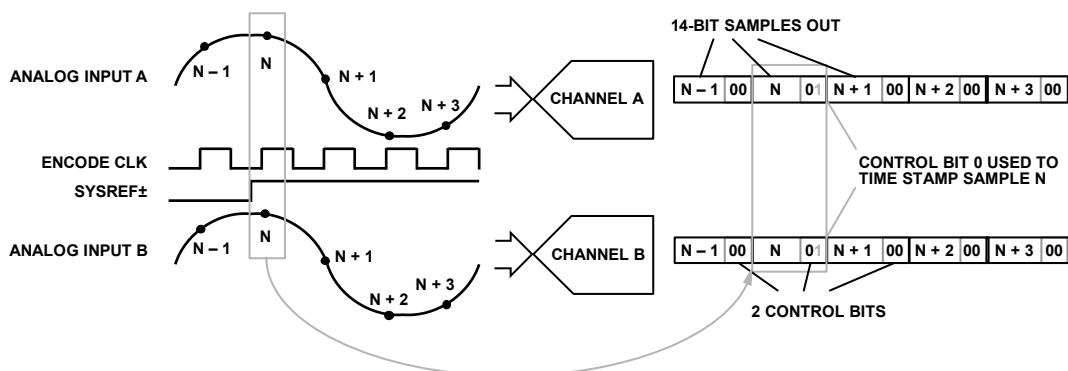 14-BIT SAMPLES OUT
ANALOG INPUT A
N – 1
N
N + 1
N + 2
N + 3
CHANNEL A
N – 1 00 N 01 N + 1 00 N + 2 00 N + 3 00
ENCODE CLK
SYSREF±
CONTROL BIT 0 USED TO
TIME STAMP SAMPLE N
ANALOG INPUT B
N – 1
N
N + 1
N + 2
N + 3
CHANNEL B
N – 1 00 N 01 N + 1 00 N + 2 00 N + 3 00
2 CONTROL BITS